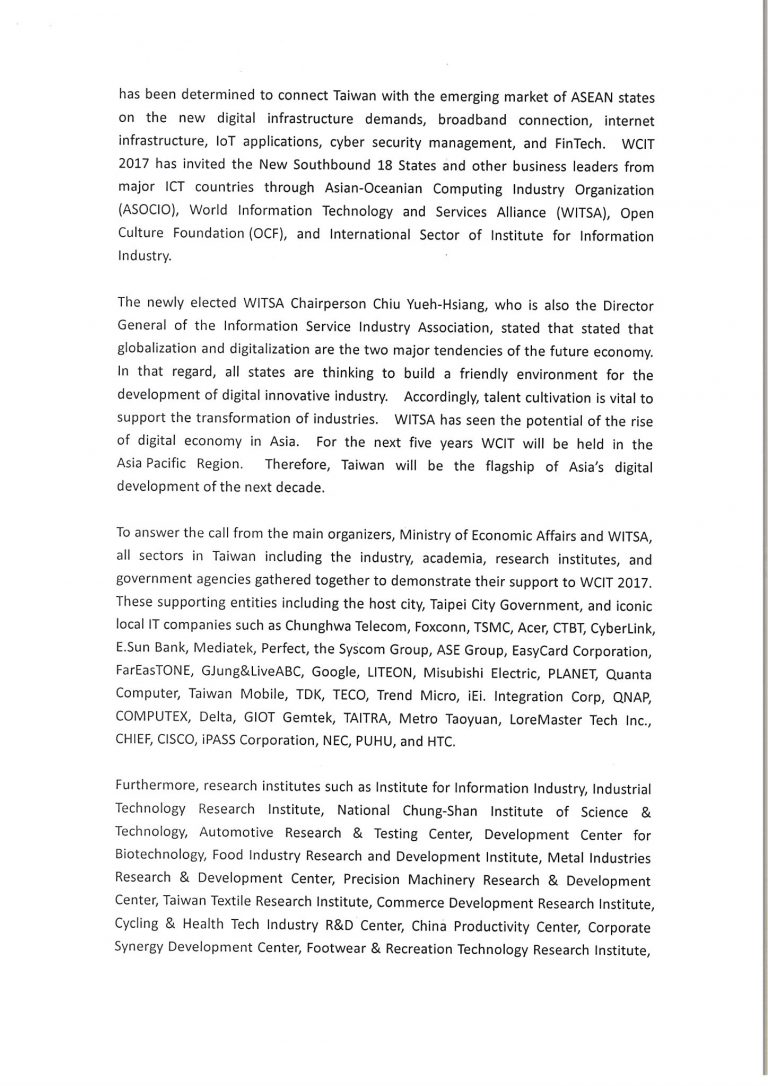 has been determined to connect Taiwan with the emerging market of ASEAN states
on the new digital infrastructure demands, broadband connection, internet
infrastructure, IoT applications, cyber security management, and FinTech. WCIT
2017 has invited the New Southbound 18 States and other business leaders from
major ICT countries through Asian-Oceanian Computing Industry Organization
(ASOCIO), World Information Technology and Services Alliance (WITSA), Open
Culture Foundation (OCF), and International Sector of Institute for Information
Industry.

The newly elected WITSA Chairperson Chiu Yueh-Hsiang, who is also the Director
General of the Information Service Industry Association, stated that stated that
globalization and digitalization are the two major tendencies of the future economy.
In that regard, all states are thinking to build a friendly environment for the
development of digital innovative industry. Accordingly, talent cultivation is vital to
support the transformation of industries. WITSA has seen the potential of the rise
of digital economy in Asia. For the next five years WCIT will be held in the
Asia Pacific Region. Therefore, Taiwan will be the flagship of Asia's digital
development of the next decade.

To answer the call from the main organizers, Ministry of Economic Affairs and WITSA,
all sectors in Taiwan including the industry, academia, research institutes, and
government agencies gathered together to demonstrate their support to WCIT 2017.
These supporting entities including the host city, Taipei City Government, and iconic
local IT companies such as Chunghwa Telecom, Foxconn, TSMC, Acer, CTBT, CyberLink,
E.Sun Bank, Mediatek, Perfect, the Syscom Group, ASE Group, EasyCard Corporation,
FarEasTONE, GJung&LiveABC, Google, LITEON, Misubishi Electric, PLANET, Quanta
Computer, Taiwan Mobile, TDK, TECO, Trend Micro, iEi. Integration Corp, QNAP,
COMPUTEX, Delta, GIOT Gemtek, TAITRA, Metro Taoyuan, LoreMaster Tech Inc.,
CHIEF, CISCO, iPASS Corporation, NEC, PUHU, and HTC.

Furthermore, research institutes such as Institute for Information Industry, Industrial
Technology Research Institute, National Chung-Shan Institute of Science &
Technology, Automotive Research & Testing Center, Development Center for
Biotechnology, Food Industry Research and Development Institute, Metal Industries
Research & Development Center, Precision Machinery Research & Development
Center, Taiwan Textile Research Institute, Commerce Development Research Institute,
Cycling & Health Tech Industry R&D Center, China Productivity Center, Corporate
Synergy Development Center, Footwear & Recreation Technology Research Institute,